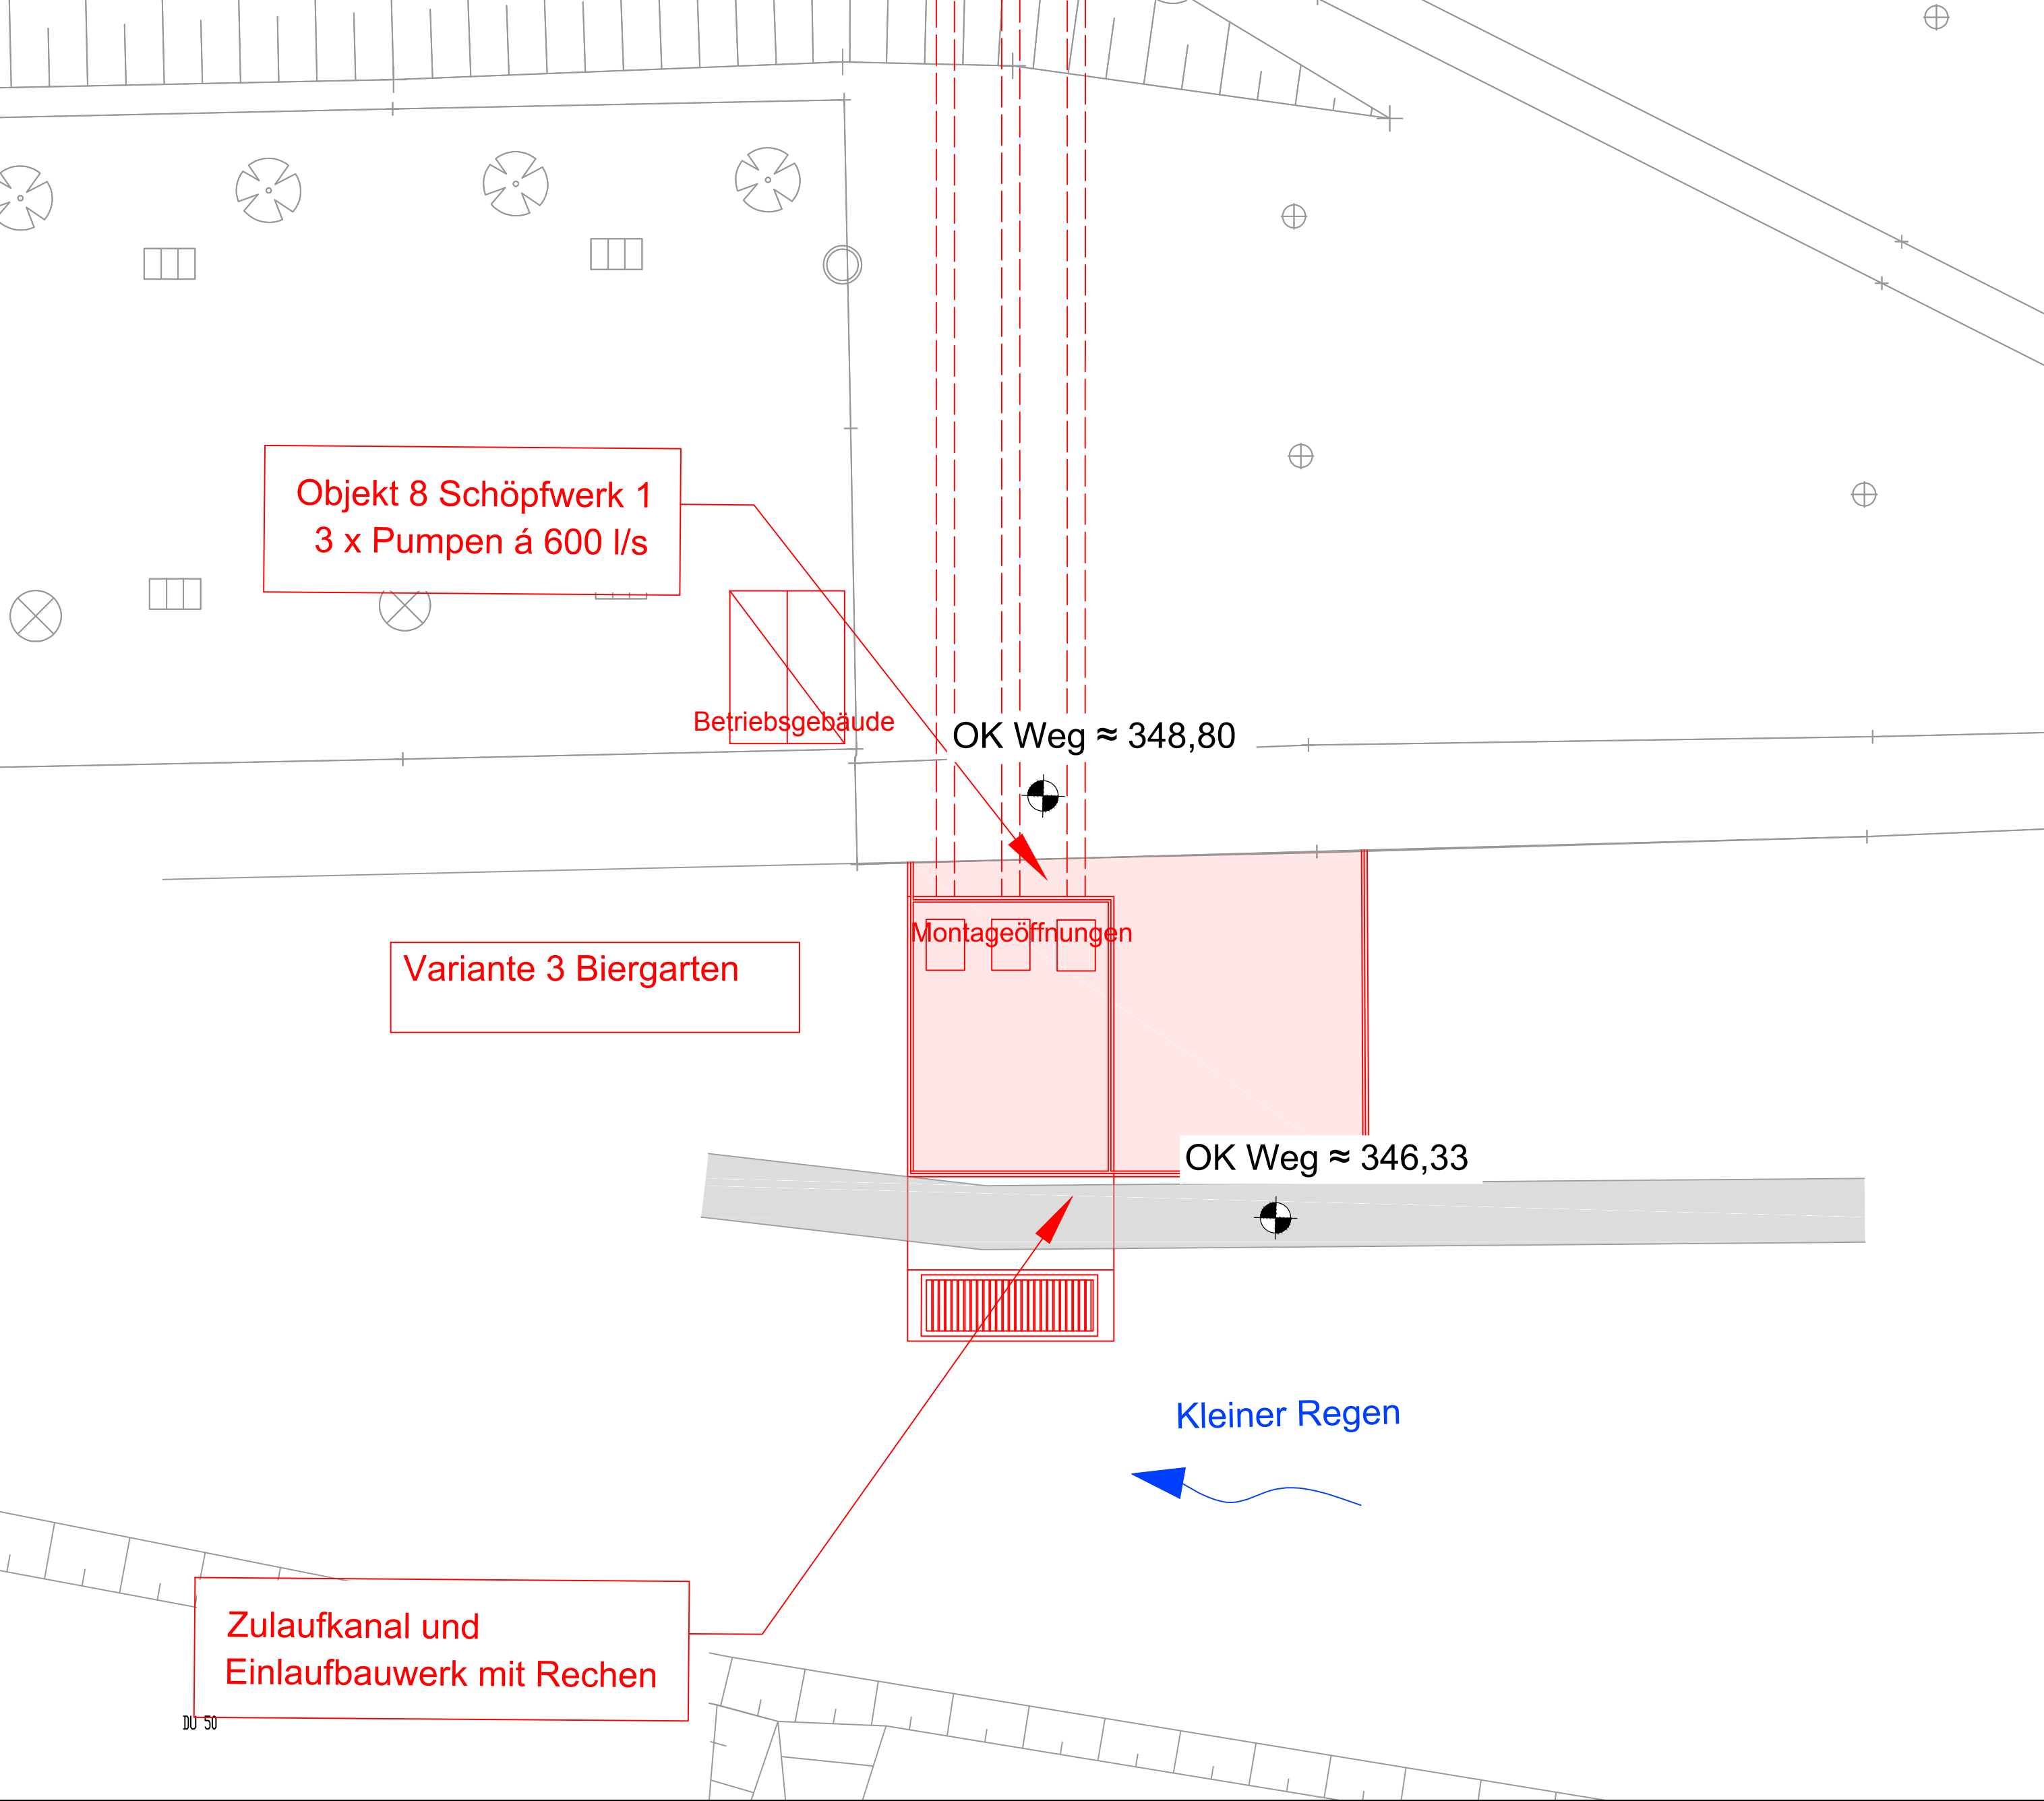 Objekt 8 Schöpfwerk 1
3 x Pumpen á 600 l/s
Betriebsgebäude
OK Weg ≈ 348,80
Montageöffnungen
Variante 3 Biergarten
OK Weg ≈ 346,33
Kleiner Regen
Zulaufkanal und
Einlaufbauwerk mit Rechen
DU 50